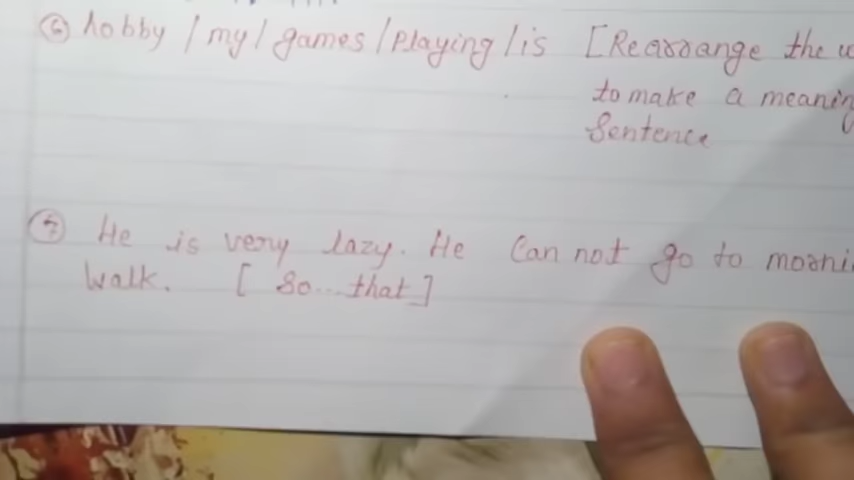 ⑥ hobby / my / games / Playing / is [Rearrange the
to make a
Sentence
⑦ He is very lazy. He Can not go to
Walk. [ So...that ]